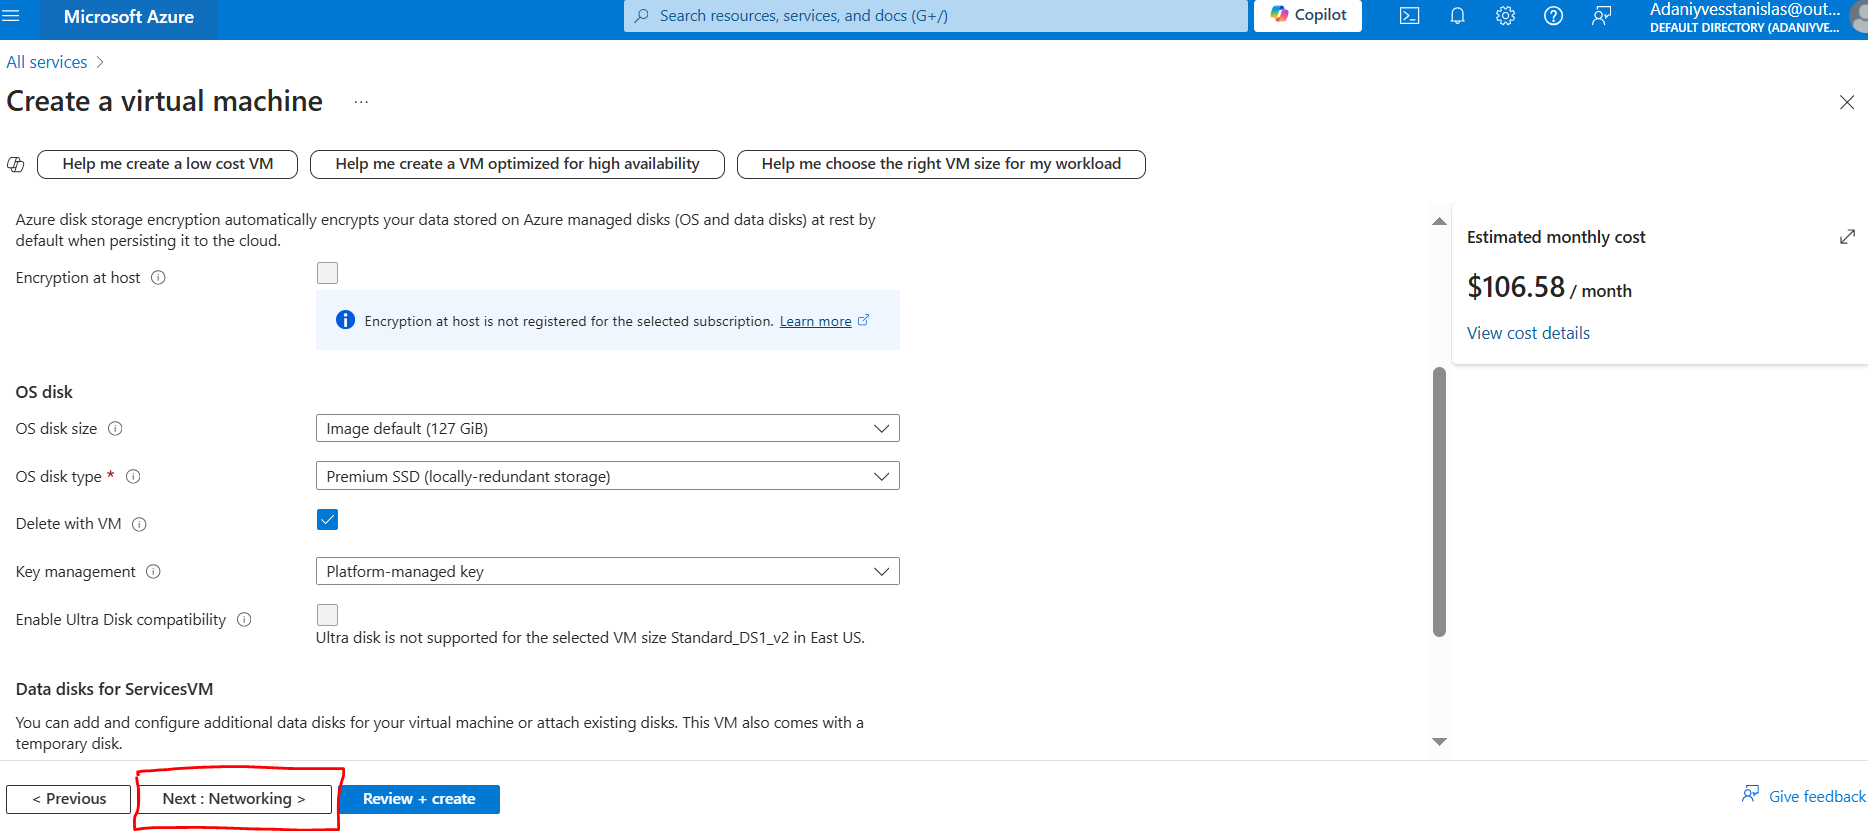 Microsoft Azure
Search resources, services, and docs (G+/)
Copilot
Adaniyvesstanislas@out...
DEFAULT DIRECTORY (ADANIYVE...
All services >
Create a virtual machine ...
Help me create a low cost VM
Help me create a VM optimized for high availability
Help me choose the right VM size for my workload
Azure disk storage encryption automatically encrypts your data stored on Azure managed disks (OS and data disks) at rest by
default when persisting it to the cloud.
Encryption at host
Encryption at host is not registered for the selected subscription. Learn more
OS disk
OS disk size
Image default (127 GiB)
OS disk type *
Premium SSD (locally-redundant storage)
Delete with VM
Key management
Platform-managed key
Enable Ultra Disk compatibility
Ultra disk is not supported for the selected VM size Standard_DS1_v2 in East US.
Data disks for ServicesVM
You can add and configure additional data disks for your virtual machine or attach existing disks. This VM also comes with a
temporary disk.
Estimated monthly cost
$106.58 / month
View cost details
< Previous
Next : Networking >
Review + create
Give feedback